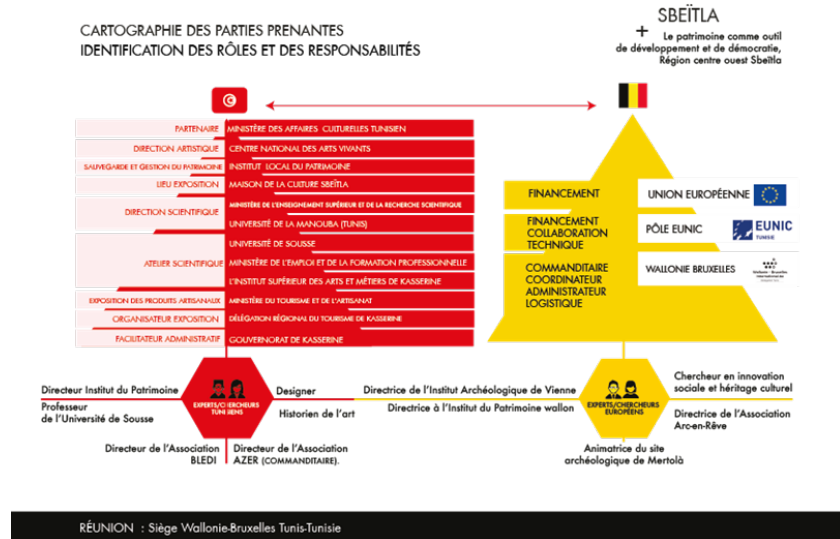 CARTOGRAPHIE DES PARTIES PRENANTES
IDENTIFICATION DES RÔLES ET DES RESPONSABILITÉS
SBEÏTLA
+ Le patrimoine comme outil
de développement et de démocratie,
Région centre ouest Sbeïtla
PARTENAIRE MINISTÈRE DES AFFAIRES CULTURELLES TUNISIEN
DIRECTION ARTISTIQUE CENTRE NATIONAL DES ARTS VIVANTS
SAUVEGARDE ET GESTION DU PATRIMOINE INSTITUT LOCAL DU PATRIMOINE
LIEU EXPOSITION MAISON DE LA CULTURE SBEÏTLA
DIRECTION SCIENTIFIQUE MINISTÈRE DE L'ENSEIGNEMENT SUPÉRIEUR ET DE LA RECHERCHE SCIENTIFIQUE
UNIVERSITÉ DE LA MANOUBA (TUNIS)
UNIVERSITÉ DE SOUSSE
ATELIER SCIENTIFIQUE MINISTÈRE DE L'EMPLOI ET DE LA FORMATION PROFESSIONNELLE
L'INSTITUT SUPÉRIEUR DES ARTS ET MÉTIERS DE KASSERINE
EXPOSITION DES PRODUITS ARTISANAUX MINISTÈRE DU TOURISME ET DE L'ARTISANAT
ORGANISATEUR EXPOSITION DÉLÉGATION RÉGIONAL DU TOURISME DE KASSERINE
FACILITATEUR ADMINISTRATIF GOUVERNORAT DE KASSERINE
FINANCEMENT UNION EUROPÉENNE
FINANCEMENT
COLLABORATION
TECHNIQUE
PÔLE EUNIC
EUNIC
TUNISIE
COMMANDITAIRE
COORDINATEUR
ADMINISTRATEUR
LOGISTIQUE
WALLONIE BRUXELLES
Wallonie - Bruxelles
International.be
Directeur Institut du Patrimoine
Professeur
de l'Université de Sousse
EXPERTS/CHERCHEURS
TUNISIENS
Designer
Historien de l'art
Directeur de l'Association
BLEDI
Directeur de l'Association
AZER (COMMANDITAIRE).
Directrice de l'Institut Archéologique de Vienne
Directrice à l'Institut du Patrimoine wallon
EXPERTS/CHERCHEURS
EUROPÉENS
Chercheur en innovation
sociale et héritage culturel
Directrice de l'Association
Arc-en-Rêve
Animatrice du site
archéologique de Mertolà
RÉUNION : Siège Wallonie-Bruxelles Tunis-Tunisie